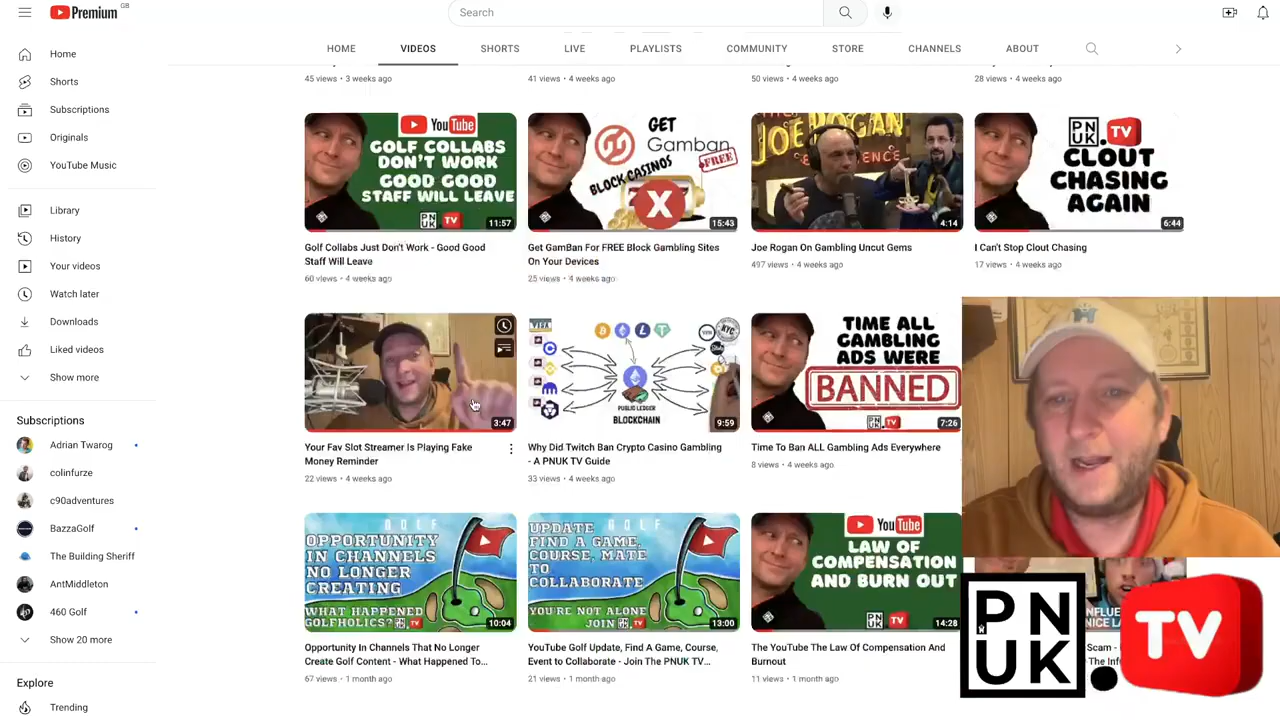 Premium GB
Search
HOME VIDEOS SHORTS LIVE PLAYLISTS COMMUNITY STORE CHANNELS ABOUT
Home
Shorts
Subscriptions
Originals
YouTube Music
Library
History
Your videos
Watch later
Downloads
Liked videos
Show more
Subscriptions
Adrian Twarog
colinfurze
c90adventures
BazzaGolf
The Building Sheriff
AntMiddleton
460 Golf
Show 20 more
Explore
Trending
45 views • 3 weeks ago
41 views • 4 weeks ago
50 views • 4 weeks ago
28 views • 4 weeks ago
YouTube
GOLF COLLABS
DON'T WORK
GOOD GOOD
STAFF WILL LEAVE
PNUK TV
11:57
Golf Collabs Just Don't Work - Good Good
Staff Will Leave
60 views • 4 weeks ago
GET
Gamban
FREE
BLOCK CASINOS
X
15:43
Get GamBan For FREE Block Gambling Sites
On Your Devices
25 views • 4 weeks ago
JOE ROGAN
4:14
Joe Rogan On Gambling Uncut Gems
497 views • 4 weeks ago
PN
UK.TV
CLOUT
CHASING
AGAIN
6:44
I Can't Stop Clout Chasing
17 views • 4 weeks ago
3:47
Your Fav Slot Streamer Is Playing Fake
Money Reminder
22 views • 4 weeks ago
VISA
KYC
PUBLIC LEDGER
BLOCKCHAIN
9:59
Why Did Twitch Ban Crypto Casino Gambling
- A PNUK TV Guide
33 views • 4 weeks ago
TIME ALL
GAMBLING
ADS WERE
BANNED
7:26
Time To Ban ALL Gambling Ads Everywhere
8 views • 4 weeks ago
GOLF
OPPORTUNITY
IN CHANNELS
NO LONGER
CREATING
WHAT HAPPENED
GOLFHOLICS?
10:04
Opportunity In Channels That No Longer
Create Golf Content - What Happened To...
67 views • 1 month ago
GOLF
UPDATE
FIND A GAME,
COURSE, MATE
TO
COLLABORATE
YOU'RE NOT ALONE
JOIN
13:00
YouTube Golf Update, Find A Game, Course,
Event to Collaborate - Join The PNUK TV...
21 views • 1 month ago
YouTube
LAW OF
COMPENSATION
AND BURN OUT
PNUK TV
14:28
The YouTube The Law Of Compensation And
Burnout
11 views • 1 month ago
Scam -
PN
UK.
TV